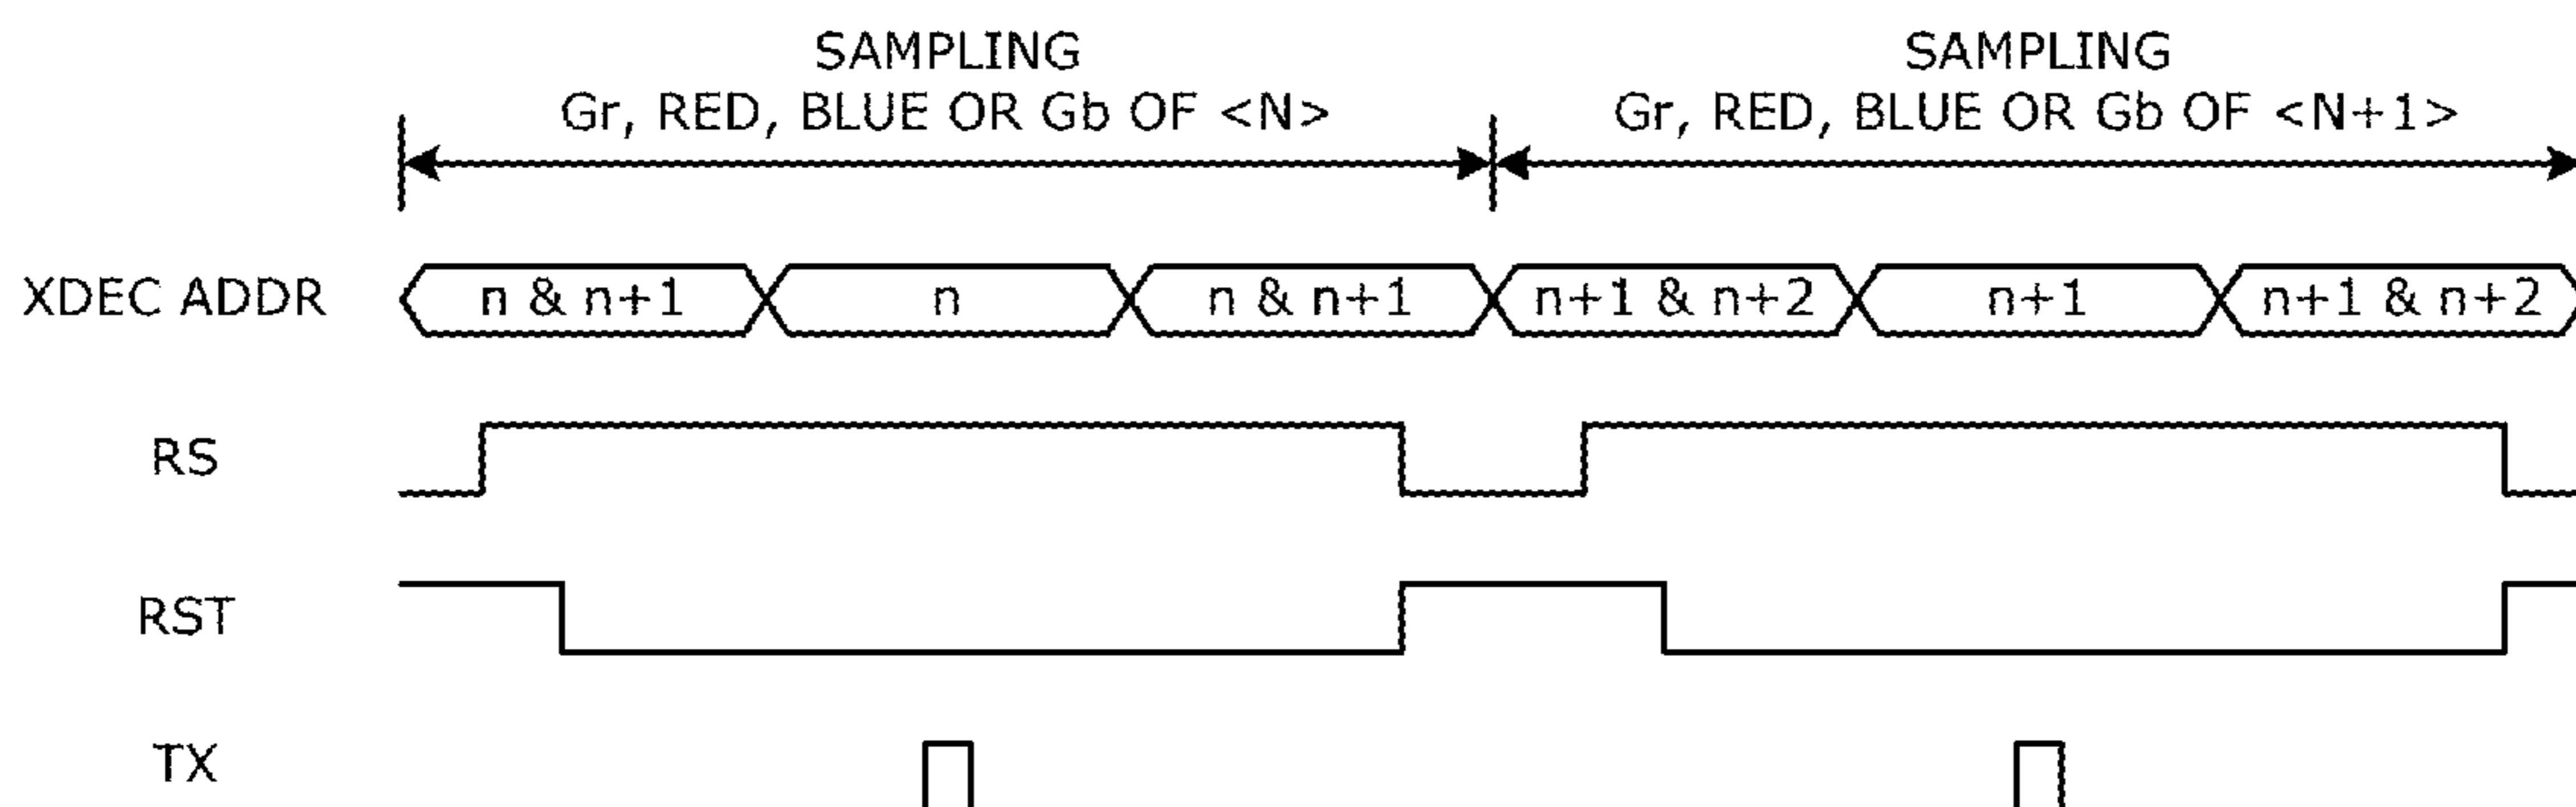 SAMPLING
Gr, RED, BLUE OR Gb OF <N>
SAMPLING
Gr, RED, BLUE OR Gb OF <N+1>
XDEC ADDR
n & n+1
n
n & n+1
n+1 & n+2
n+1
n+1 & n+2
RS
RST
TX